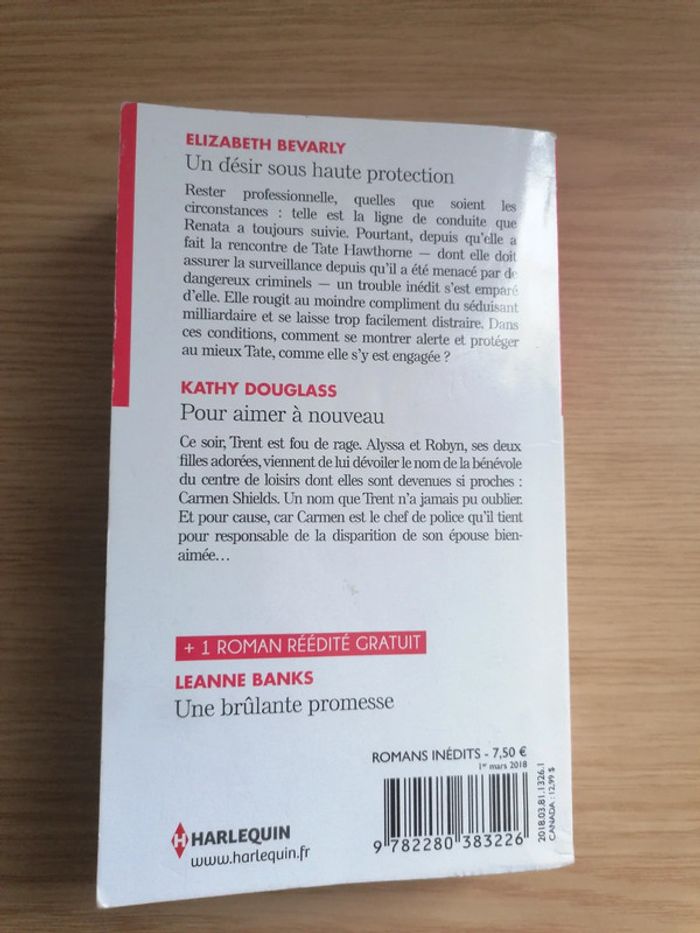 ELIZABETH BEVARLY
Un désir sous haute protection
Rester professionnelle, quelles que soient les
circonstances : telle est la ligne de conduite que
Renata a toujours suivie. Pourtant, depuis qu'elle a
fait la rencontre de Tate Hawthorne — dont elle doit
assurer la surveillance depuis qu'il a été menacé par de
dangereux criminels — un trouble inédit s'est emparé
d'elle. Elle rougit au moindre compliment du séduisant
milliardaire et se laisse trop facilement distraire. Dans
ces conditions, comment se montrer alerte et protéger
au mieux Tate, comme elle s'y est engagée ?
KATHY DOUGLASS
Pour aimer à nouveau
Ce soir, Trent est fou de rage. Alyssa et Robyn, ses deux
filles adorées, viennent de lui dévoiler le nom de la bénévole
du centre de loisirs dont elles sont devenues si proches :
Carmen Shields. Un nom que Trent n'a jamais pu oublier.
Et pour cause, car Carmen est le chef de police qu'il tient
pour responsable de la disparition de son épouse bien-
aimée…
+ 1 ROMAN RÉÉDITÉ GRATUIT
LEANNE BANKS
Une brûlante promesse
ROMANS INÉDITS - 7,50 €
1er mars 2018
2018.03.81.1326.1
CANADA : 12,99 $
9 782280 383226
HARLEQUIN
www.harlequin.fr